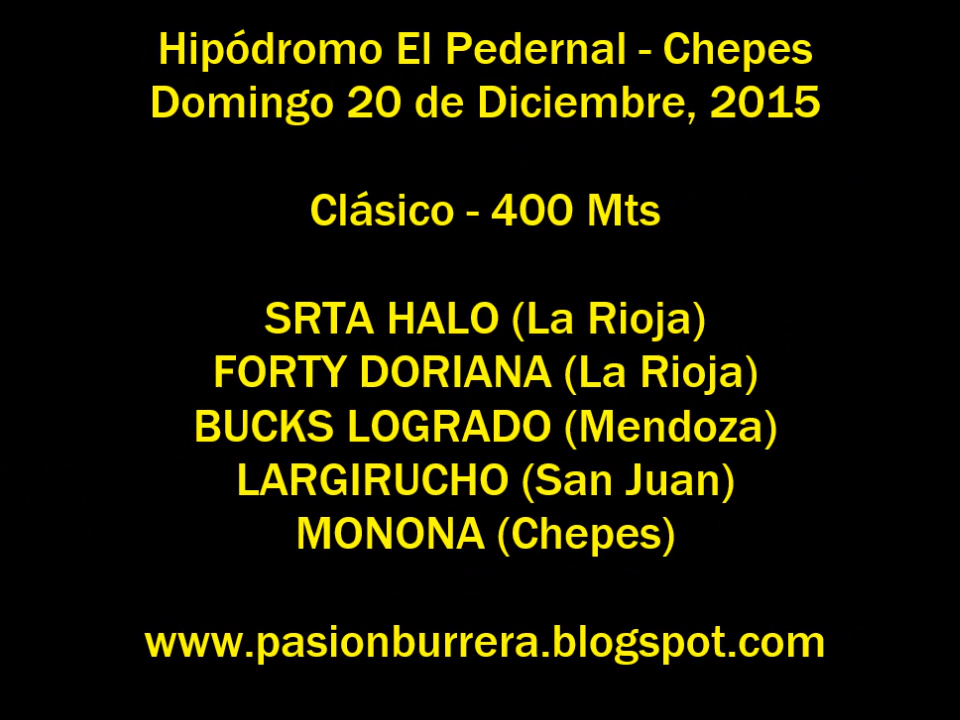 Hipódromo El Pedernal - Chepes
Domingo 20 de Diciembre, 2015
Clásico - 400 Mts
SRTA HALO (La Rioja)
FORTY DORIANA (La Rioja)
BUCKS LOGRADO (Mendoza)
LARGIRUCHO (San Juan)
MONONA (Chepes)
www.pasionburrera.blogspot.com